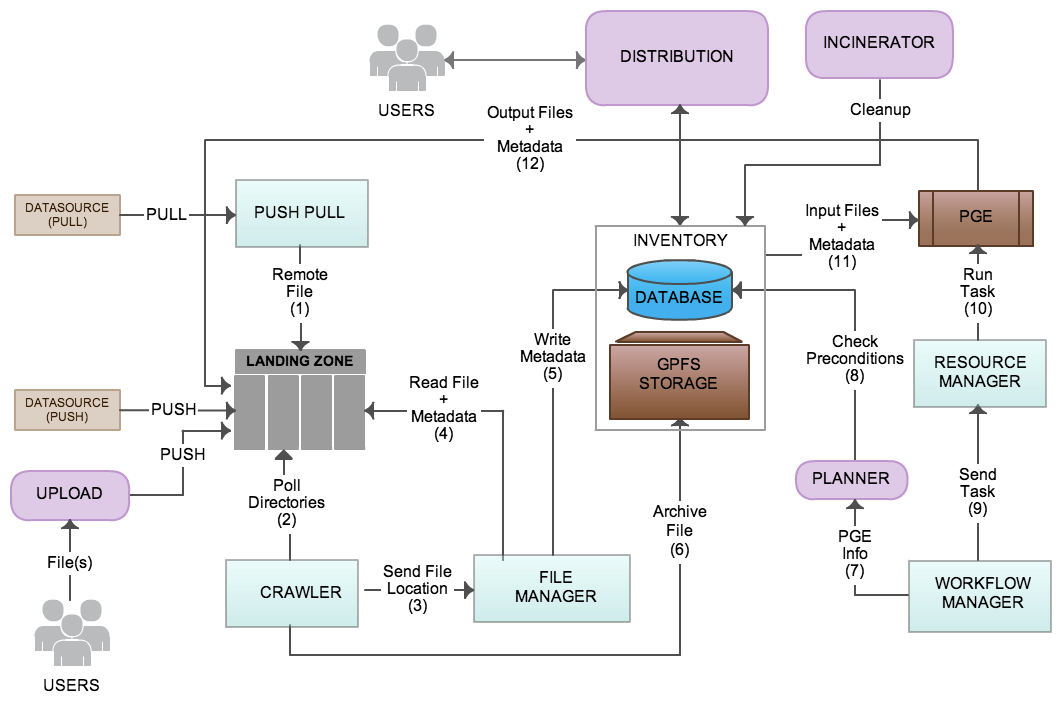 DISTRIBUTION
INCINERATOR
USERS
Cleanup
Output Files
+
Metadata
(12)
DATASOURCE
(PULL)
PULL
PUSH PULL
Input Files
+
Metadata
(11)
PGE
INVENTORY
DATABASE
Remote
File
(1)
Run
Task
(10)
Write
Metadata
(5)
Check
Preconditions
(8)
LANDING ZONE
GPFS
STORAGE
RESOURCE
MANAGER
Read File
+
Metadata
(4)
DATASOURCE
(PUSH)
PUSH
PUSH
UPLOAD
Poll
Directories
(2)
PLANNER
Send
Task
(9)
Archive
File
(6)
PGE
Info
(7)
File(s)
CRAWLER
Send File
Location
(3)
FILE
MANAGER
WORKFLOW
MANAGER
USERS